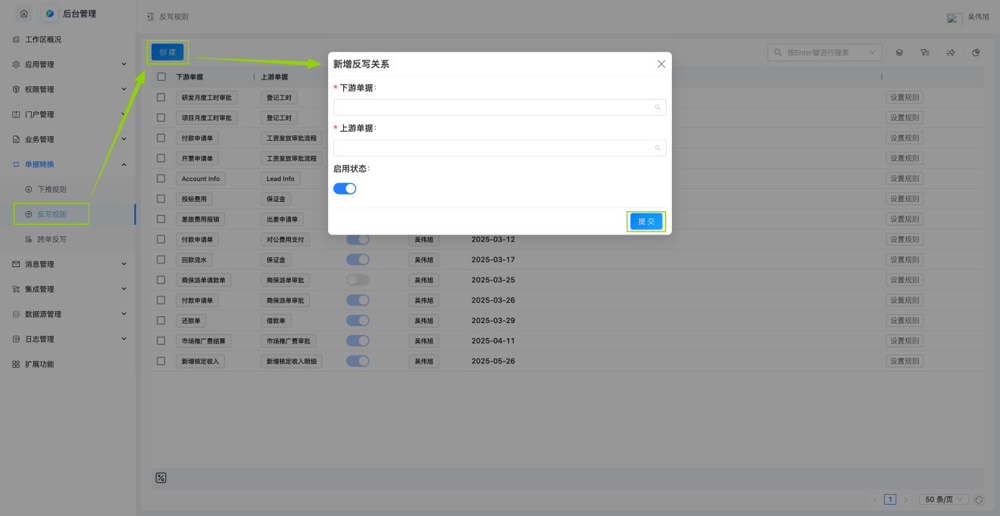 后台管理
反写规则
吴伟旭
工作区概况
应用管理
权限管理
门户管理
业务管理
单据转换
下推规则
反写规则
跨单反写
消息管理
集成管理
数据源管理
日志管理
扩展功能
创 建
按Enter键进行搜索
下游单据 上游单据
研发月度工时审批 登记工时 设置规则
项目月度工时审批 登记工时 设置规则
付款申请单 工资发放审批流程 设置规则
开票申请单 工资发放审批流程 设置规则
Account Info Lead Info 设置规则
投标费用 保证金 设置规则
差旅费用报销 出差申请单 设置规则
付款申请单 对公费用支付 吴伟旭 2025-03-12 设置规则
回款流水 保证金 吴伟旭 2025-03-17 设置规则
商保派单请款单 商保派单审批 吴伟旭 2025-03-25 设置规则
付款申请单 商保派单审批 吴伟旭 2025-03-26 设置规则
还款单 借款单 吴伟旭 2025-03-29 设置规则
市场推广费结算 市场推广费审批 吴伟旭 2025-04-11 设置规则
新增核定收入 新增核定收入明细 吴伟旭 2025-05-26 设置规则
新增反写关系
* 下游单据:
* 上游单据:
启用状态:
提 交
1 50 条/页